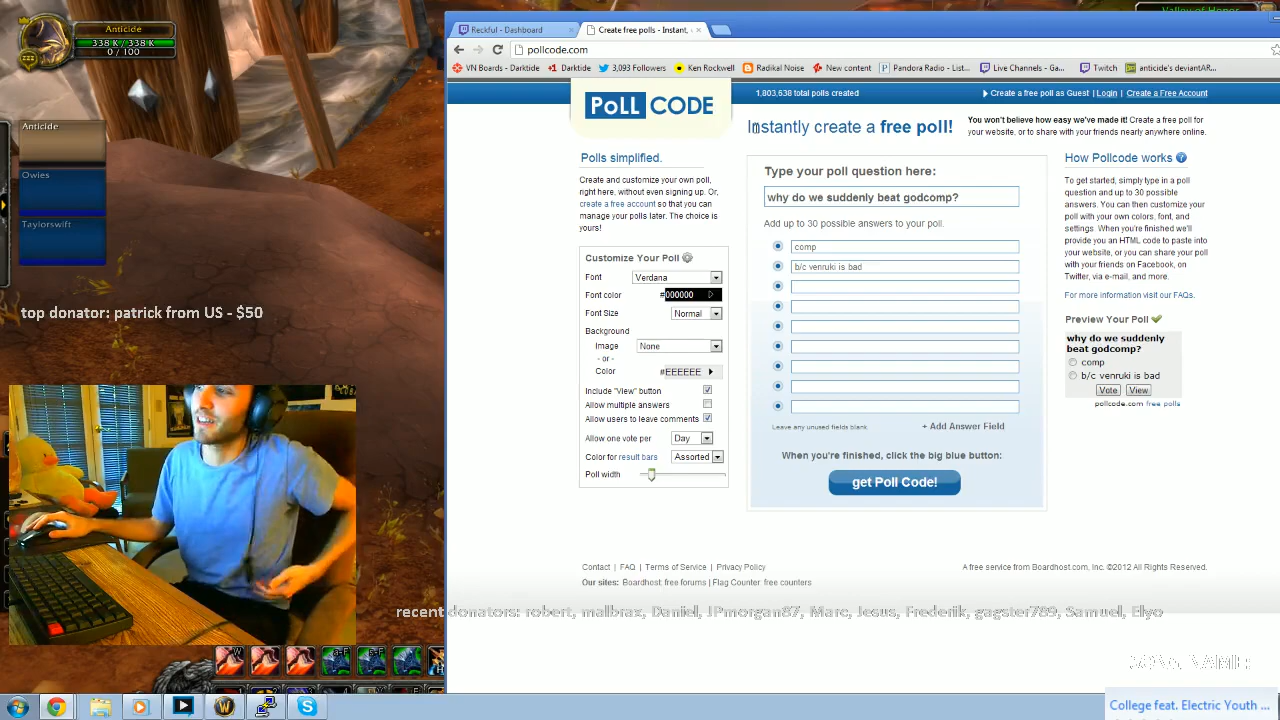 Anticide
338 K / 338 K
0 / 100
Anticide
Owies
Taylorswift
top donator: patrick from US - $50
Reckful - Dashboard
Create free polls - Instant,
pollcode.com
VN Boards - Darktide
+1 Darktide
3,093 Followers
Ken Rockwell
Radikal Noise
New content
Pandora Radio - List...
Live Channels - Ga...
Twitch
anticide's deviantAR...
PoLL CODE
1,803,638 total polls created
Create a free poll as Guest | Login | Create a Free Account
Instantly create a free poll!
You won't believe how easy we've made it! Create a free poll for
your website, or to share with your friends nearly anywhere online.
Polls simplified.
Create and customize your own poll,
right here, without even signing up. Or,
create a free account so that you can
manage your polls later. The choice is
yours!
Customize Your Poll
Font Verdana
Font color #000000
Font Size Normal
Background
Image None
- or -
Color #EEEEEE
Include "View" button
Allow multiple answers
Allow users to leave comments
Allow one vote per Day
Color for result bars Assorted
Poll width
Type your poll question here:
why do we suddenly beat godcomp?
Add up to 30 possible answers to your poll.
comp
b/c venruki is bad
Leave any unused fields blank.
+ Add Answer Field
When you're finished, click the big blue button:
get Poll Code!
How Pollcode works ?
To get started, simply type in a poll
question and up to 30 possible
answers. You can then customize your
poll with your own colors, font, and
settings. When you're finished we'll
provide you an HTML code to paste into
your website, or you can share your poll
with your friends on Facebook, on
Twitter, via e-mail, and more.
For more information visit our FAQs.
Preview Your Poll
why do we suddenly
beat godcomp?
comp
b/c venruki is bad
Vote View
pollcode.com free polls
Contact | FAQ | Terms of Service | Privacy Policy
A free service from Boardhost.com, Inc. ©2012 All Rights Reserved.
Our sites: Boardhost: free forums | Flag Counter: free counters
recent donators: robert, malbrax, Daniel, JPmorgan87, Marc, Jesus, Frederik, gagster789, Samuel, Elyo
College feat. Electric Youth ...